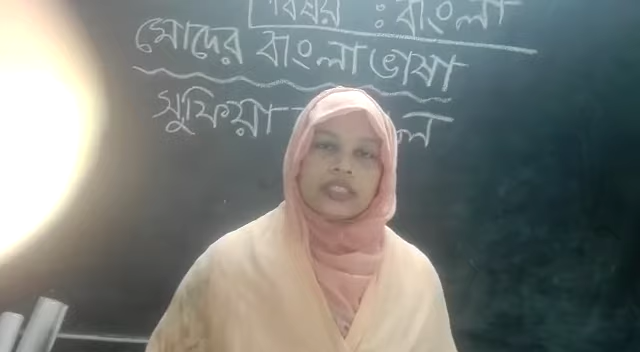 বিষয় : বাংলা
মোদের বাংলা ভাষা
সুফিয়া